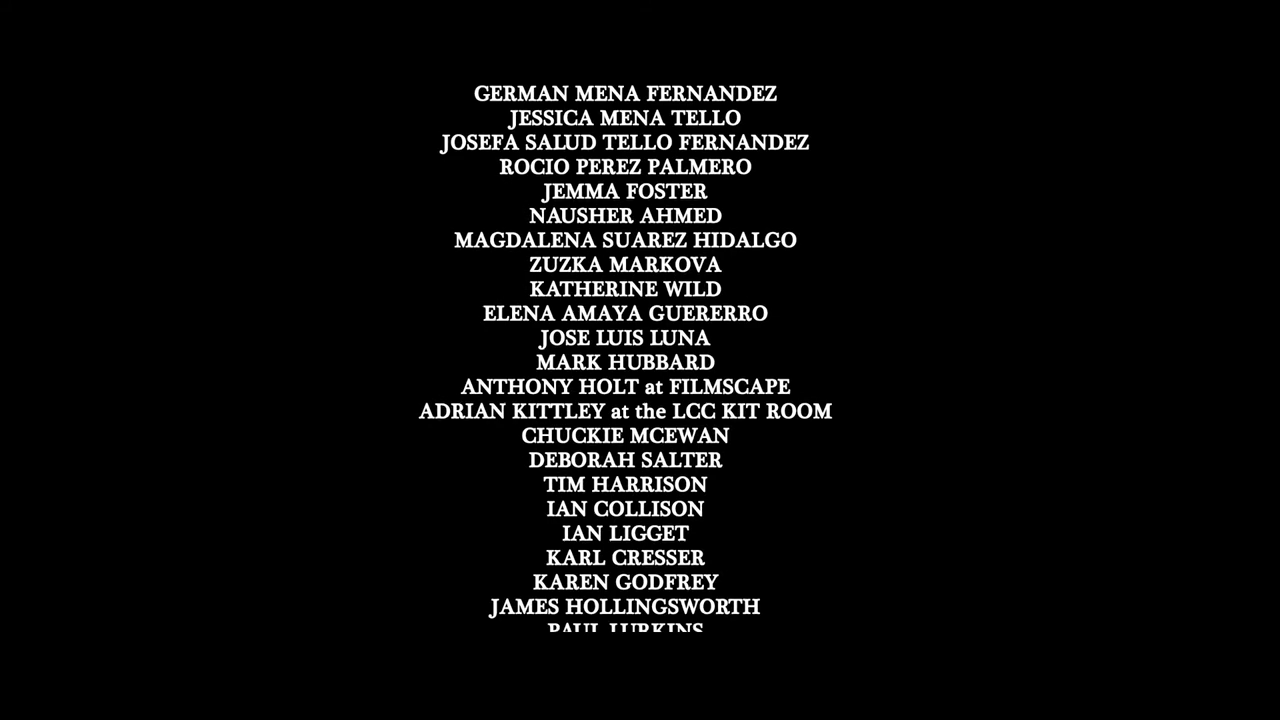 GERMAN MENA FERNANDEZ
JESSICA MENA TELLO
JOSEFA SALUD TELLO FERNANDEZ
ROCIO PEREZ PALMERO
JEMMA FOSTER
NAUSHER AHMED
MAGDALENA SUAREZ HIDALGO
ZUZKA MARKOVA
KATHERINE WILD
ELENA AMAYA GUERERRO
JOSE LUIS LUNA
MARK HUBBARD
ANTHONY HOLT at FILMSCAPE
ADRIAN KITTLEY at the LCC KIT ROOM
CHUCKIE MCEWAN
DEBORAH SALTER
TIM HARRISON
IAN COLLISON
IAN LIGGET
KARL CRESSER
KAREN GODFREY
JAMES HOLLINGSWORTH
PAUL